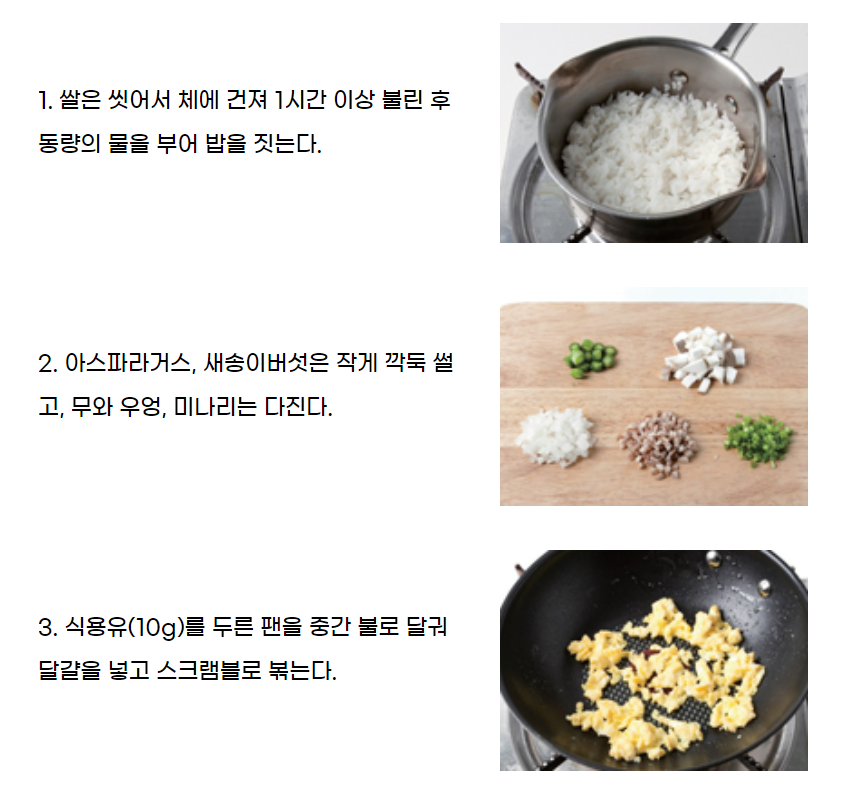 1. 쌀은 씻어서 체에 건져 1시간 이상 불린 후
동량의 물을 부어 밥을 짓는다.
2. 아스파라거스, 새송이버섯은 작게 깍둑 썰
고, 무와 우엉, 미나리는 다진다.
3. 식용유(10g)를 두른 팬을 중간 불로 달궈
달걀을 넣고 스크램블로 볶는다.